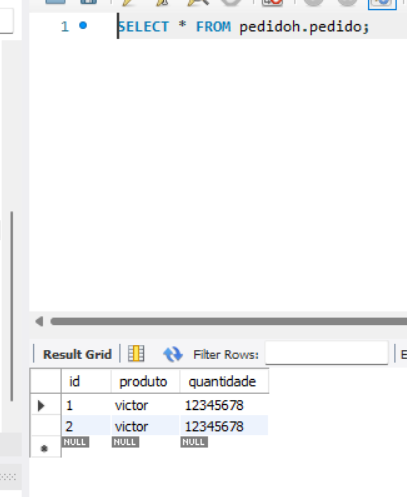 1 SELECT * FROM pedidoh.pedido;
Result Grid Filter Rows: E
id produto quantidade
1 victor 12345678
2 victor 12345678
NULL NULL NULL